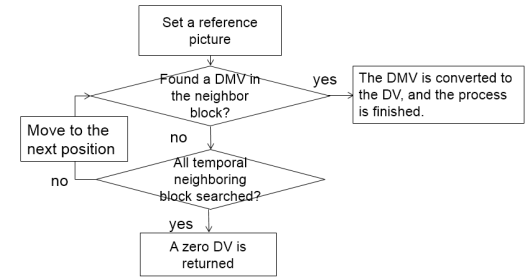 Set a reference
picture
Found a DMV in
the neighbor
block?
yes
The DMV is converted to
the DV, and the process
is finished.
Move to the
next position
no
All temporal
neighboring
block searched?
no
yes
A zero DV is
returned